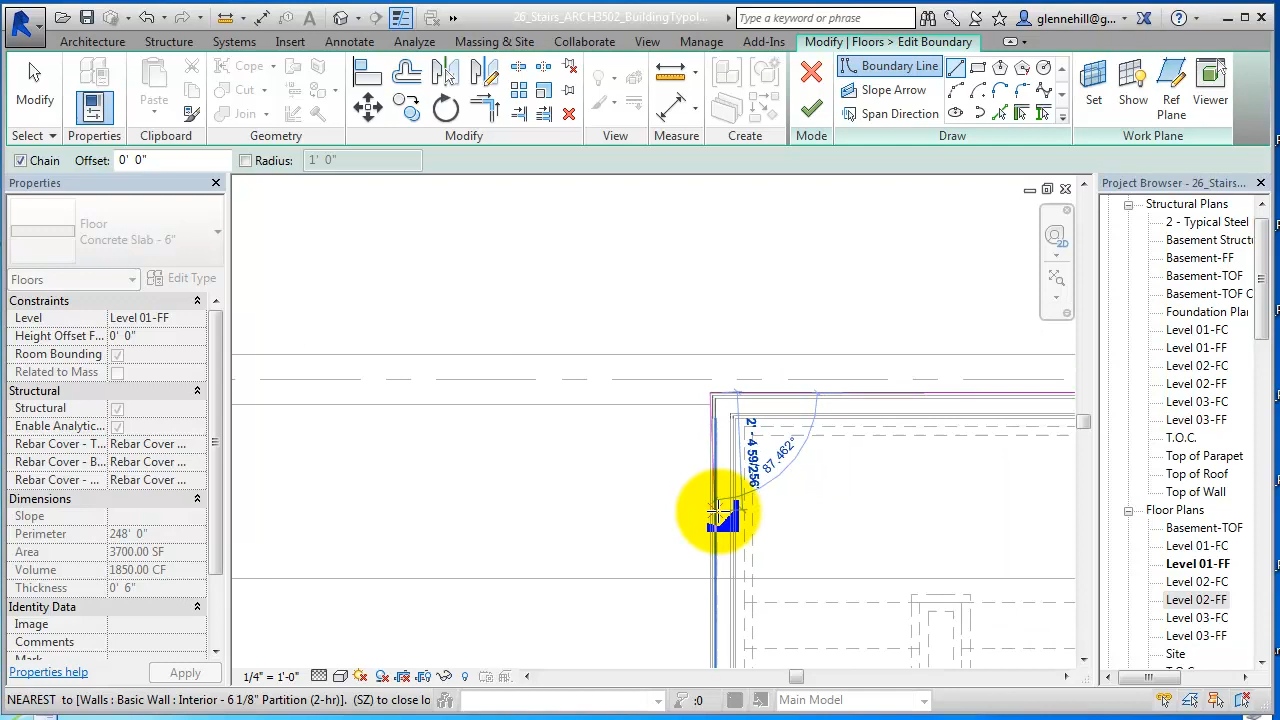 26_Stairs_ARCH3502_BuildingTypol...
Type a keyword or phrase
glennehill@g...
Architecture Structure Systems Insert Annotate Analyze Massing & Site Collaborate View Manage Add-Ins Modify | Floors > Edit Boundary
Modify
Properties
Paste
Cope
Cut
Join
Boundary Line
Slope Arrow
Span Direction
Set
Show
Ref Plane
Viewer
Select Properties Clipboard Geometry Modify View Measure Create Mode Draw Work Plane
Chain Offset: 0' 0" Radius: 1' 0"
Properties
Floor
Concrete Slab - 6"
Floors Edit Type
Constraints
Level Level 01-FF
Height Offset F... 0' 0"
Room Bounding
Related to Mass
Structural
Structural
Enable Analytic...
Rebar Cover - T... Rebar Cover ...
Rebar Cover - B... Rebar Cover ...
Rebar Cover - ... Rebar Cover ...
Dimensions
Slope
Perimeter 248' 0"
Area 3700.00 SF
Volume 1850.00 CF
Thickness 0' 6"
Identity Data
Image
Comments
Properties help Apply
2' - 4 59/256"
87.462°
2D
Project Browser - 26_Stairs...
Structural Plans
2 - Typical Steel
Basement Struct
Basement-FF
Basement-TOF
Basement-TOF C
Foundation Plan
Level 01-FC
Level 01-FF
Level 02-FC
Level 02-FF
Level 03-FC
Level 03-FF
T.O.C.
Top of Parapet
Top of Roof
Top of Wall
Floor Plans
Basement-TOF
Level 01-FC
Level 01-FF
Level 02-FC
Level 02-FF
Level 03-FC
Level 03-FF
Site
1/4" = 1'-0"
NEAREST to [Walls : Basic Wall : Interior - 6 1/8" Partition (2-hr)]. (SZ) to close lo
:0
Main Model